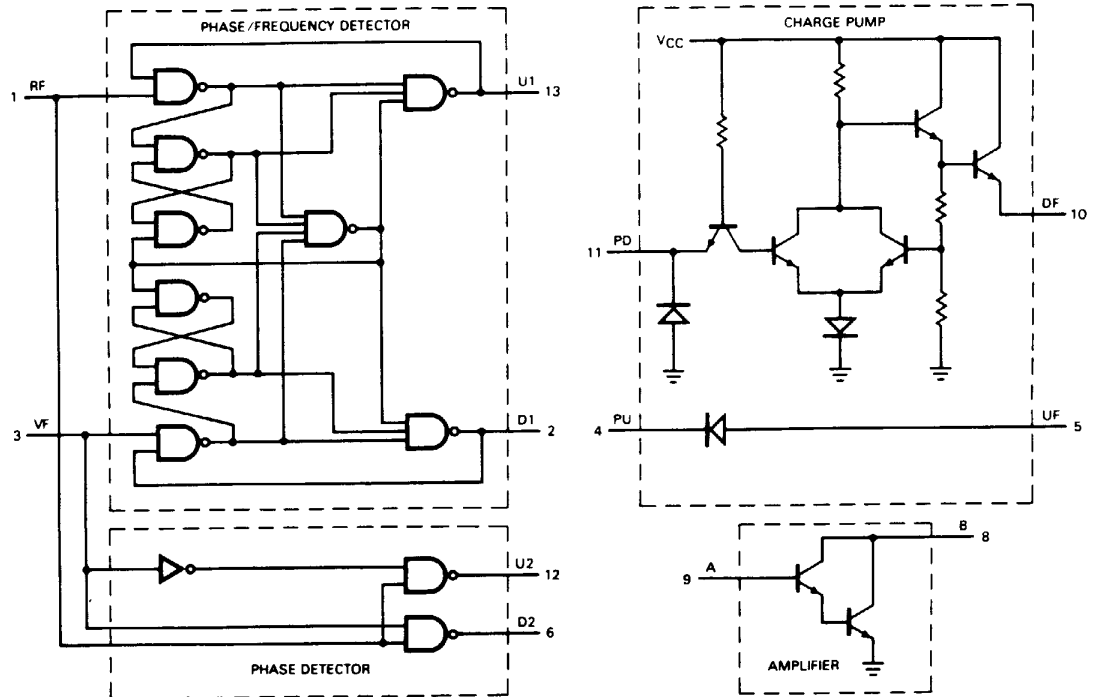 PHASE/FREQUENCY DETECTOR
1 RF
U1 13
3 VF
D1 2
U2 12
D2 6
PHASE DETECTOR
CHARGE PUMP
VCC
DF 10
11 PD
4 PU
UF 5
B 8
9 A
AMPLIFIER